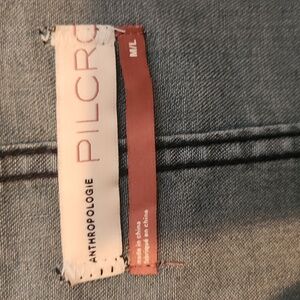 PILCRO
ANTHROPOLOGIE
M/L
made in china
fabriqué en chine